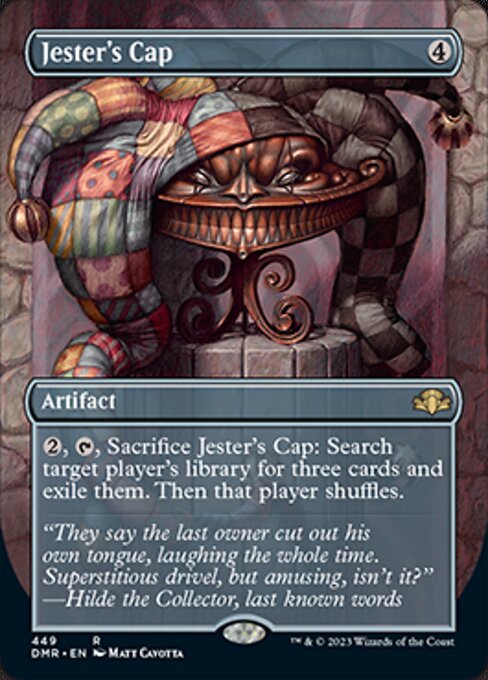 Jester's Cap 4
Artifact
2, T, Sacrifice Jester's Cap: Search
target player's library for three cards and
exile them. Then that player shuffles.
“They say the last owner cut out his
own tongue, laughing the whole time.
Superstitious drivel, but amusing, isn't it?”
—Hilde the Collector, last known words
449 R
DMR • EN Matt Cavotta
™ & © 2023 Wizards of the Coast